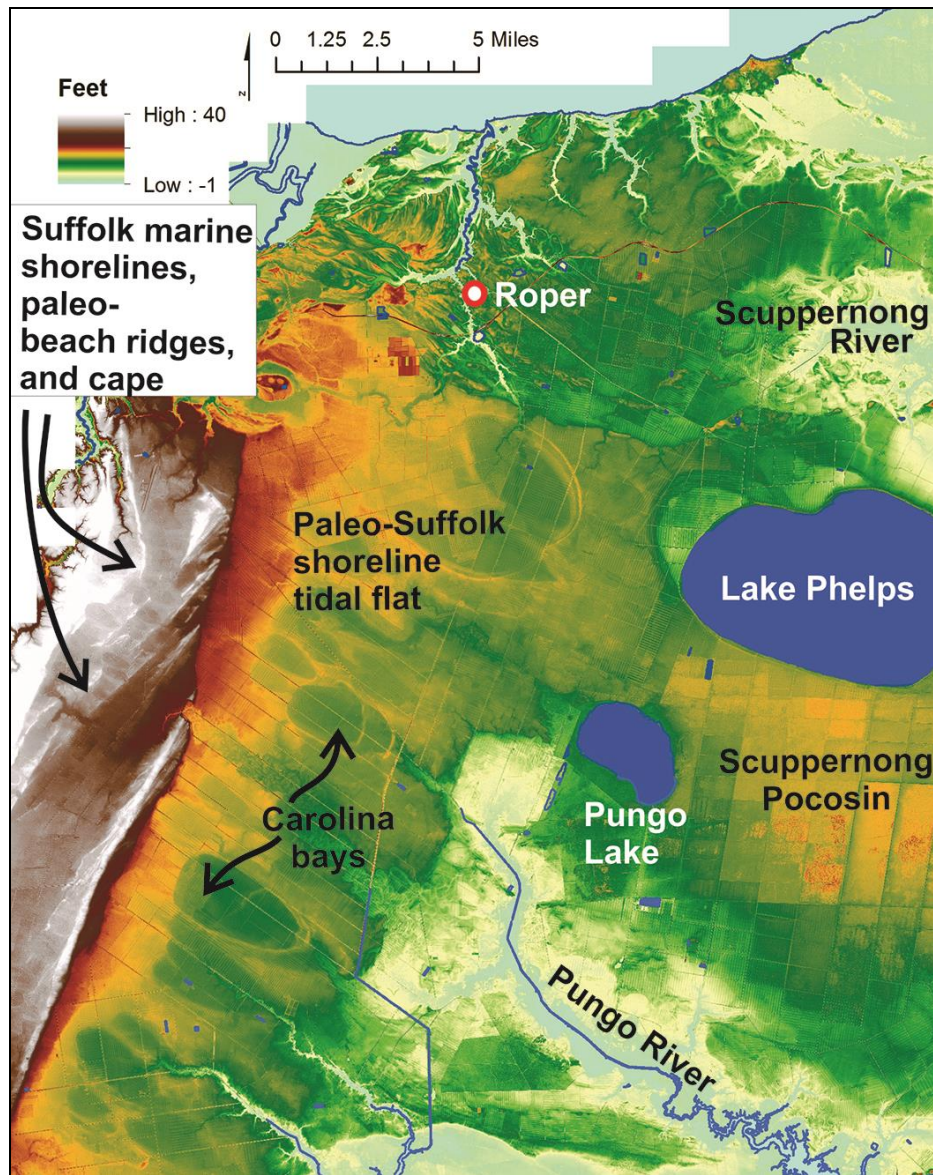 0 1.25 2.5 5 Miles
Feet
High : 40
Low : -1
z
Suffolk marine
shorelines,
paleo-
beach ridges,
and cape
Roper
Scuppernong
River
Paleo-Suffolk
shoreline
tidal flat
Lake Phelps
Carolina
bays
Pungo
Lake
Scuppernong
Pocosin
Pungo River